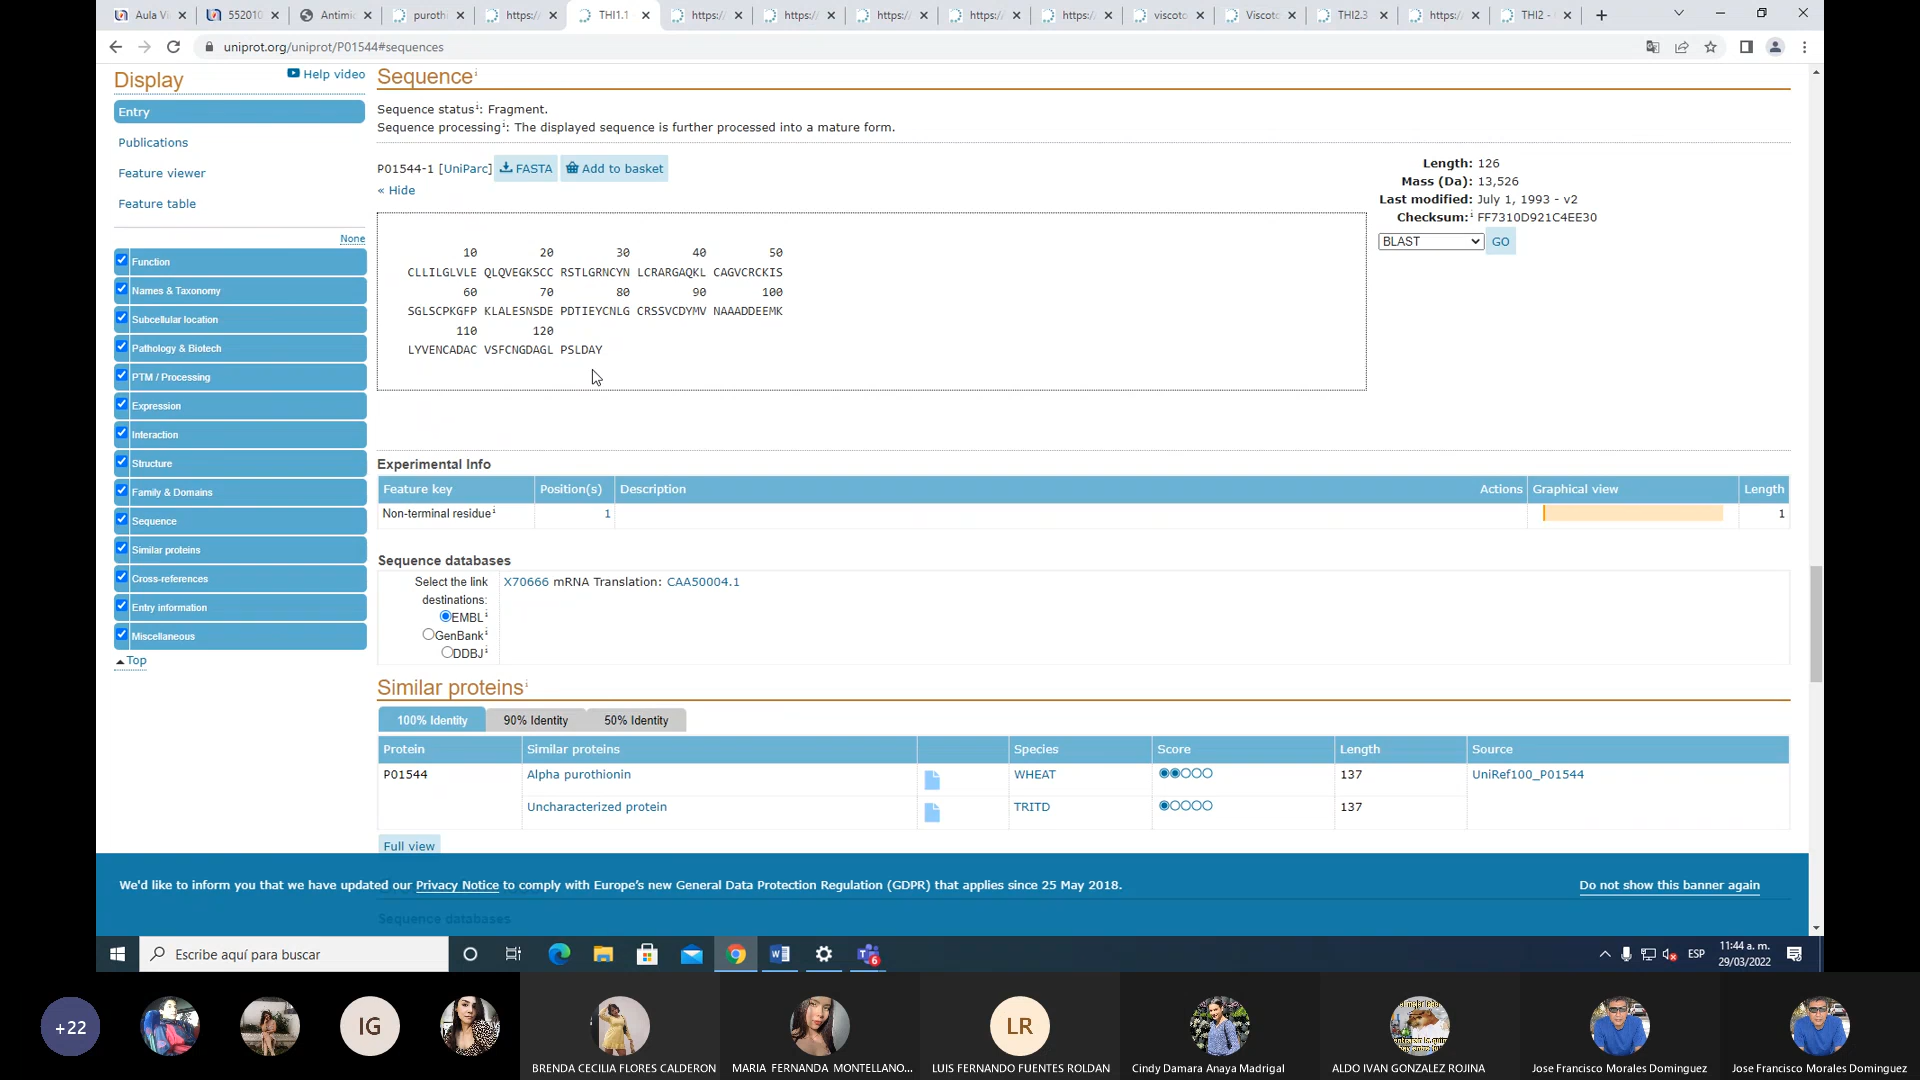 Aula Vi
552010
Antimic
puroth
https:/
THI1.1
https:/
https:/
https:/
https:/
https:/
viscoto
Viscoto
THI2.3
https:/
THI2 -
uniprot.org/uniprot/P01544#sequences
Display
Help video
Entry
Publications
Feature viewer
Feature table
None
Function
Names & Taxonomy
Subcellular location
Pathology & Biotech
PTM / Processing
Expression
Interaction
Structure
Family & Domains
Sequence
Similar proteins
Cross-references
Entry information
Miscellaneous
Top
Sequence i
Sequence status i: Fragment.
Sequence processing i: The displayed sequence is further processed into a mature form.
P01544-1 [UniParc] FASTA Add to basket
« Hide
Length: 126
Mass (Da): 13,526
Last modified: July 1, 1993 - v2
Checksum: i FF7310D921C4EE30
BLAST GO
10 20 30 40 50
CLLILGLVLE QLQVEGKSCC RSTLGRNCYN LCRARGAQKL CAGVCRCKIS
60 70 80 90 100
SGLSCPKGFP KLALESNSDE PDTIEYCNLG CRSSVCDYMV NAAADDEEMK
110 120
LYVENCADAC VSFCNGDAGL PSLDAY
Experimental Info
Feature key Position(s) Description Actions Graphical view Length
Non-terminal residue i 1 1
Sequence databases
Select the link destinations:
X70666 mRNA Translation: CAA50004.1
EMBL i
GenBank i
DDBJ i
Similar proteins i
100% Identity 90% Identity 50% Identity
Protein Similar proteins Species Score Length Source
P01544 Alpha purothionin WHEAT 137 UniRef100_P01544
Uncharacterized protein TRITD 137
Full view
We'd like to inform you that we have updated our Privacy Notice to comply with Europe's new General Data Protection Regulation (GDPR) that applies since 25 May 2018.
Do not show this banner again
Sequence databases
Escribe aquí para buscar
6
ESP
11:44 a. m.
29/03/2022
+22
IG
BRENDA CECILIA FLORES CALDERON
MARIA FERNANDA MONTELLANO...
LR
LUIS FERNANDO FUENTES ROLDAN
Cindy Damara Anaya Madrigal
ALDO IVAN GONZALEZ ROJINA
Jose Francisco Morales Dominguez
Jose Francisco Morales Dominguez